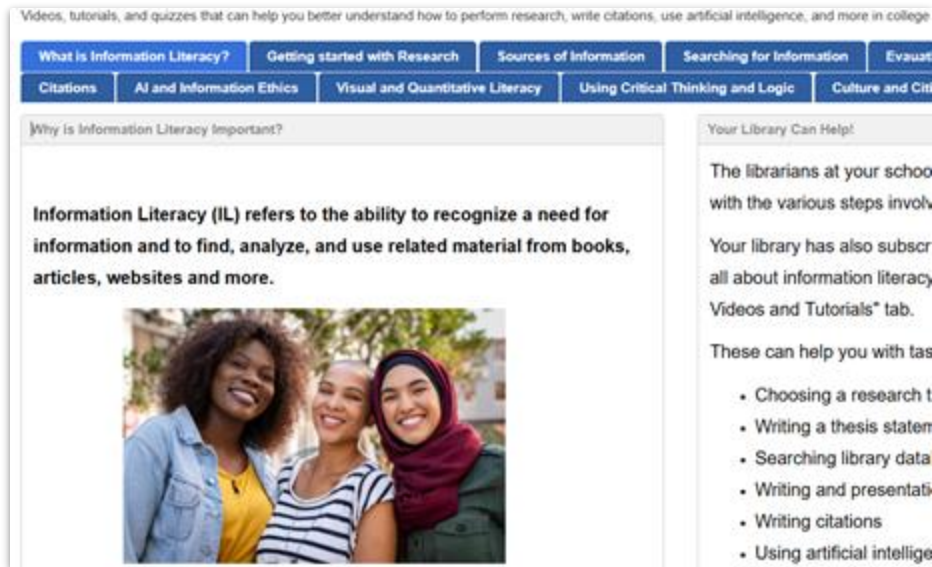 Videos, tutorials, and quizzes that can help you better understand how to perform research, write citations, use artificial intelligence, and more in college
What is Information Literacy?
Getting started with Research
Sources of Information
Searching for Information
Citations
AI and Information Ethics
Visual and Quantitative Literacy
Using Critical Thinking and Logic
Culture and
Why is Information Literacy Important?
Information Literacy (IL) refers to the ability to recognize a need for
information and to find, analyze, and use related material from books,
articles, websites and more.
Your Library Can Help!
The librarians at your
with the various steps
Your library has also
all about information literacy
Videos and Tutorials" tab.
These can help you with
• Choosing a research
• Writing a thesis
• Searching library
• Writing and
• Writing citations
• Using artificial